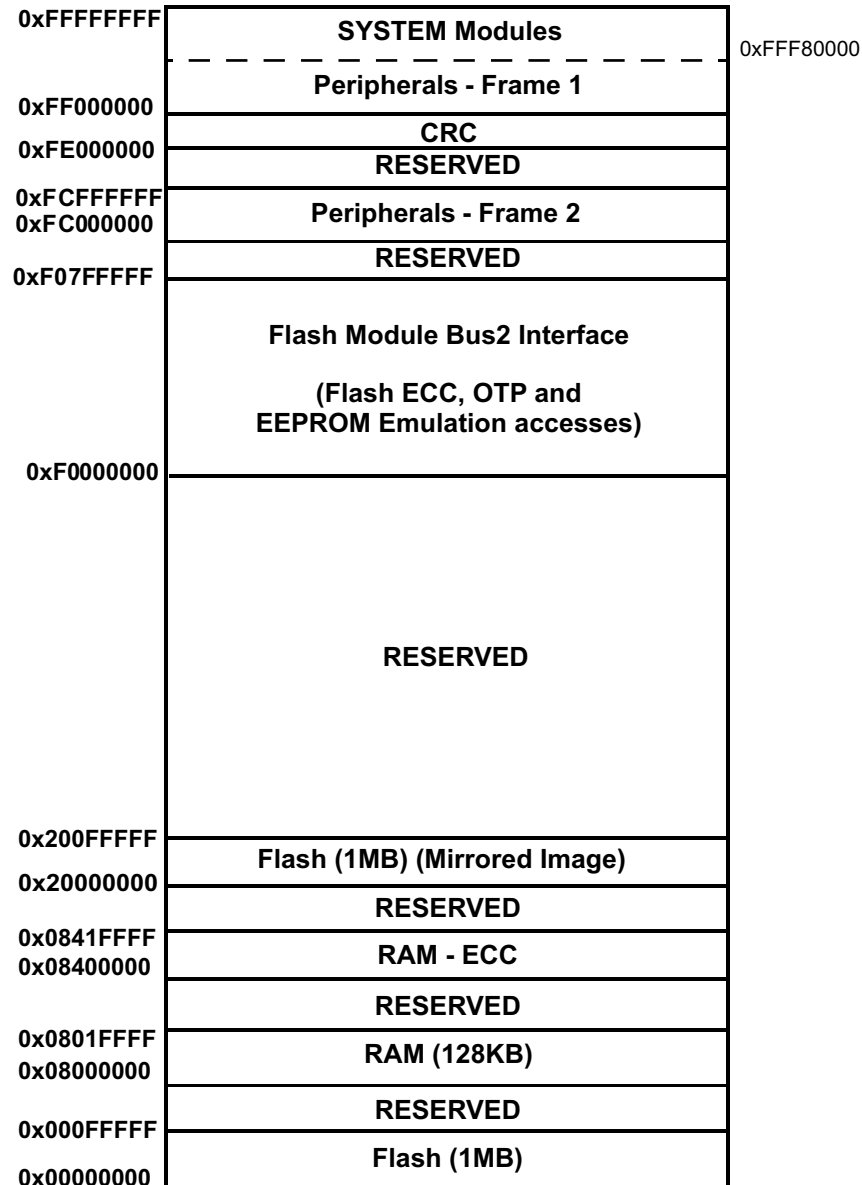 0xFFFFFFFF
SYSTEM Modules
0xFFF80000
Peripherals - Frame 1
0xFF000000
CRC
0xFE000000
RESERVED
0xFCFFFFFF
Peripherals - Frame 2
0xFC000000
RESERVED
0xF07FFFFF
Flash Module Bus2 Interface
(Flash ECC, OTP and
EEPROM Emulation accesses)
0xF0000000
RESERVED
0x200FFFFF
Flash (1MB) (Mirrored Image)
0x20000000
RESERVED
0x0841FFFF
RAM - ECC
0x08400000
RESERVED
0x0801FFFF
RAM (128KB)
0x08000000
RESERVED
0x000FFFFF
Flash (1MB)
0x00000000